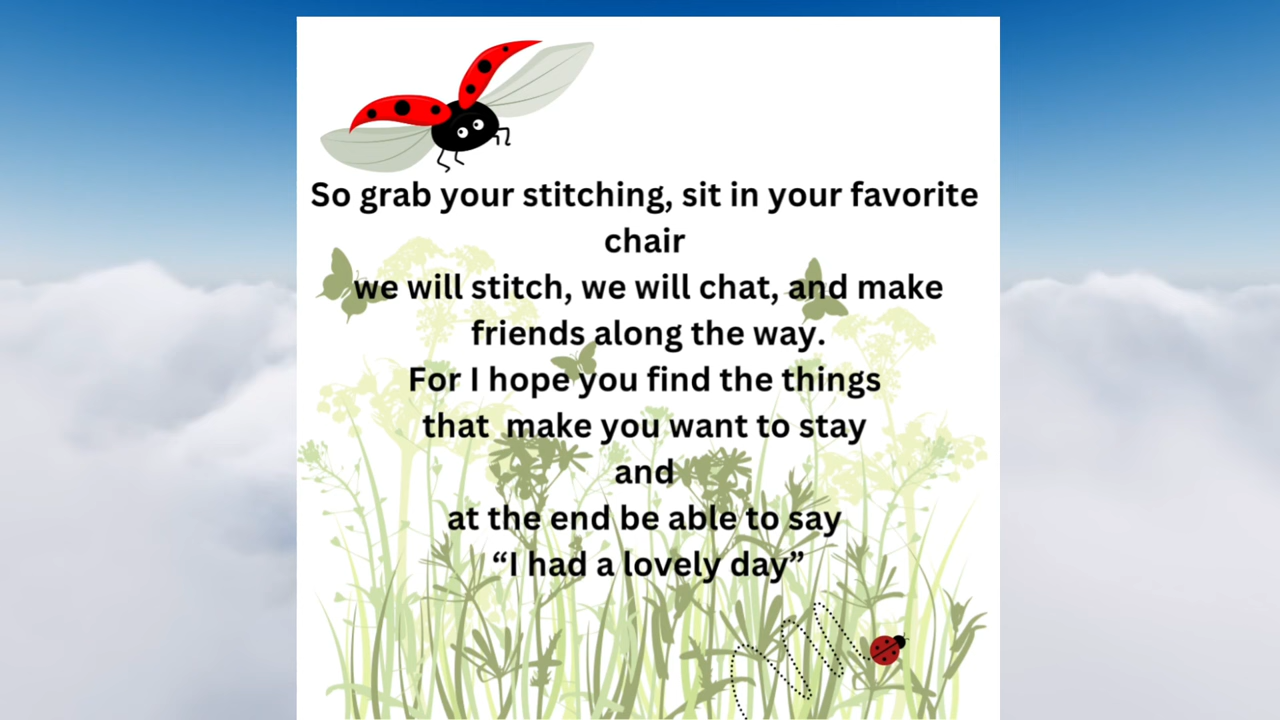 So grab your stitching, sit in your favorite
chair
we will stitch, we will chat, and make
friends along the way.
For I hope you find the things
that  make you want to stay
and
at the end be able to say
“I had a lovely day”